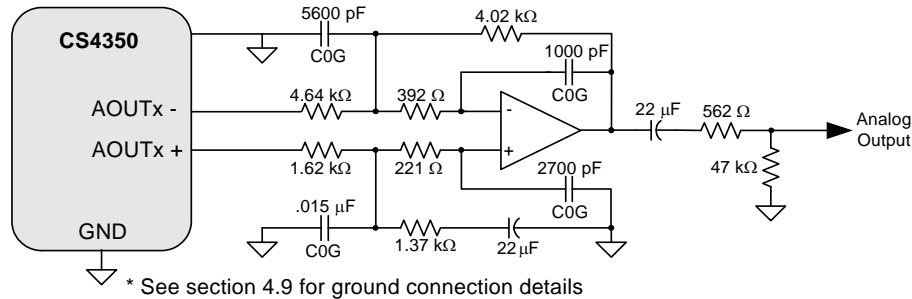 5600 pF
C0G
4.02 kΩ
CS4350
1000 pF
C0G
AOUTx -
4.64 kΩ
392 Ω
-
22 µF
562 Ω
Analog
Output
AOUTx +
1.62 kΩ
221 Ω
+
2700 pF
C0G
47 kΩ
.015 µF
C0G
1.37 kΩ
22 µF
GND
* See section 4.9 for ground connection details